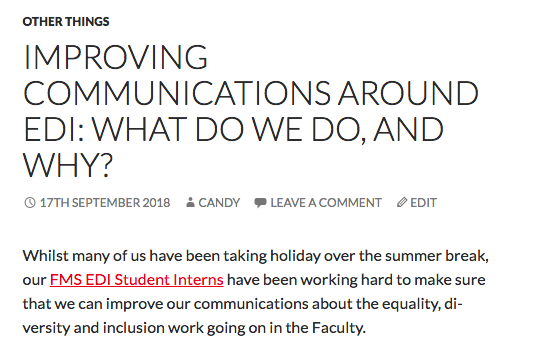 OTHER THINGS
IMPROVING
COMMUNICATIONS AROUND
EDI: WHAT DO WE DO, AND
WHY?
17TH SEPTEMBER 2018 CANDY LEAVE A COMMENT EDIT
Whilst many of us have been taking holiday over the summer break,
our FMS EDI Student Interns have been working hard to make sure
that we can improve our communications about the equality, di-
versity and inclusion work going on in the Faculty.